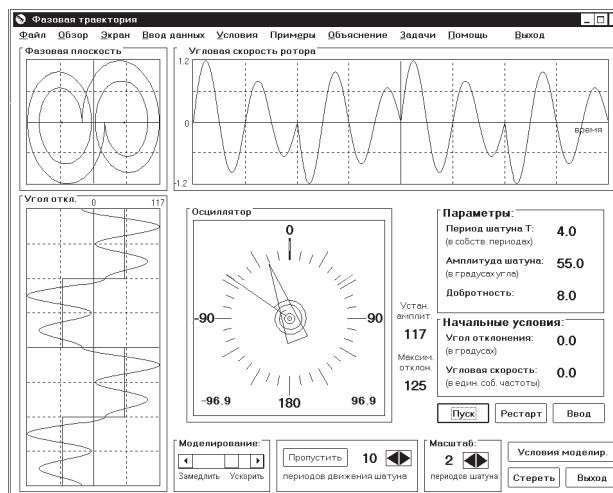 Фазовая траектория
Файл Обзор Экран Ввод данных Условия Примеры Объяснение Задачи Помощь Выход
Фазовая плоскость
Угловая скорость ротора
1.2
0
-1.2
время
Угол откл. 0 117
Осциллятор
0
-90
90
180
-96.9
96.9
Устан.
амплит.
117
Максим.
отклон.
125
Параметры:
Период шатуна T: 4.0
(в собств. периодах)
Амплитуда шатуна: 55.0
(в градусах угла)
Добротность: 8.0
Начальные условия:
Угол отклонения: 0.0
(в градусах)
Угловая скорость: 0.0
(в един. соб. частоты)
Пуск Рестарт Ввод
Моделирование:
Замедлить Ускорить
Пропустить 10
периодов движения шатуна
Масштаб:
2
периодов шатуна
Условия моделир.
Стереть Выход